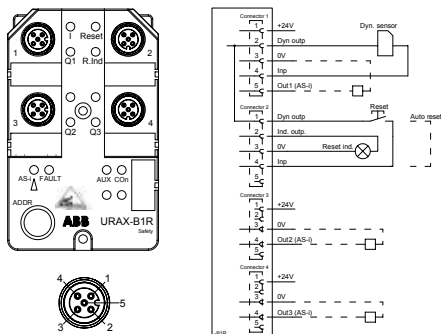 I Reset
1 2
Q1 R.Ind
3 4
Q2 Q3
AS-i FAULT AUX COn
ADDR
ABB URAX-B1R
Safety
4 1
5
3 2
Connector 1
1 +24V
2 Dyn outp
3 0V
4 Inp
5 Out1 (AS-i)
Dyn. sensor
Connector 2
1 Dyn outp
2 Ind. outp.
3 0V
4 Inp
5
Reset
Auto reset
Reset ind.
Connector 3
1 +24V
2
3 0V
4 Out2 (AS-i)
5
Connector 4
1 +24V
2
3 0V
4 Out3 (AS-i)
5